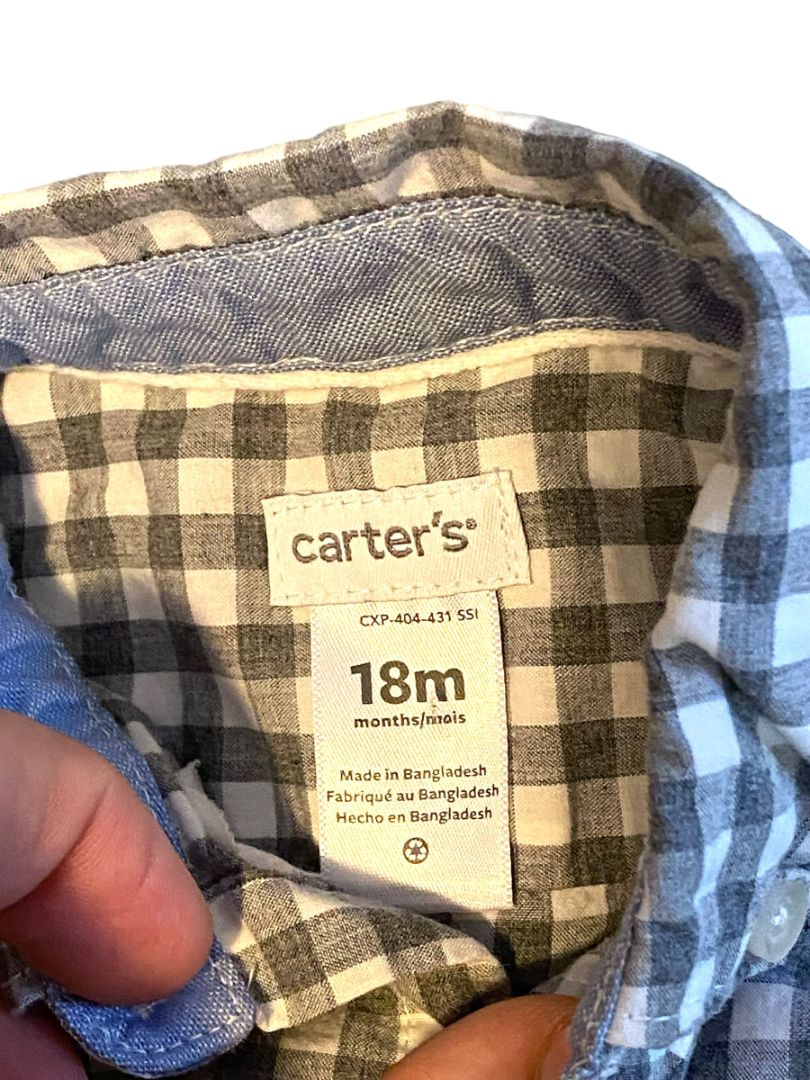 carter's®
CXP-404-431 SSI
18m
months/mois
Made in Bangladesh
Fabriqué au Bangladesh
Hecho en Bangladesh